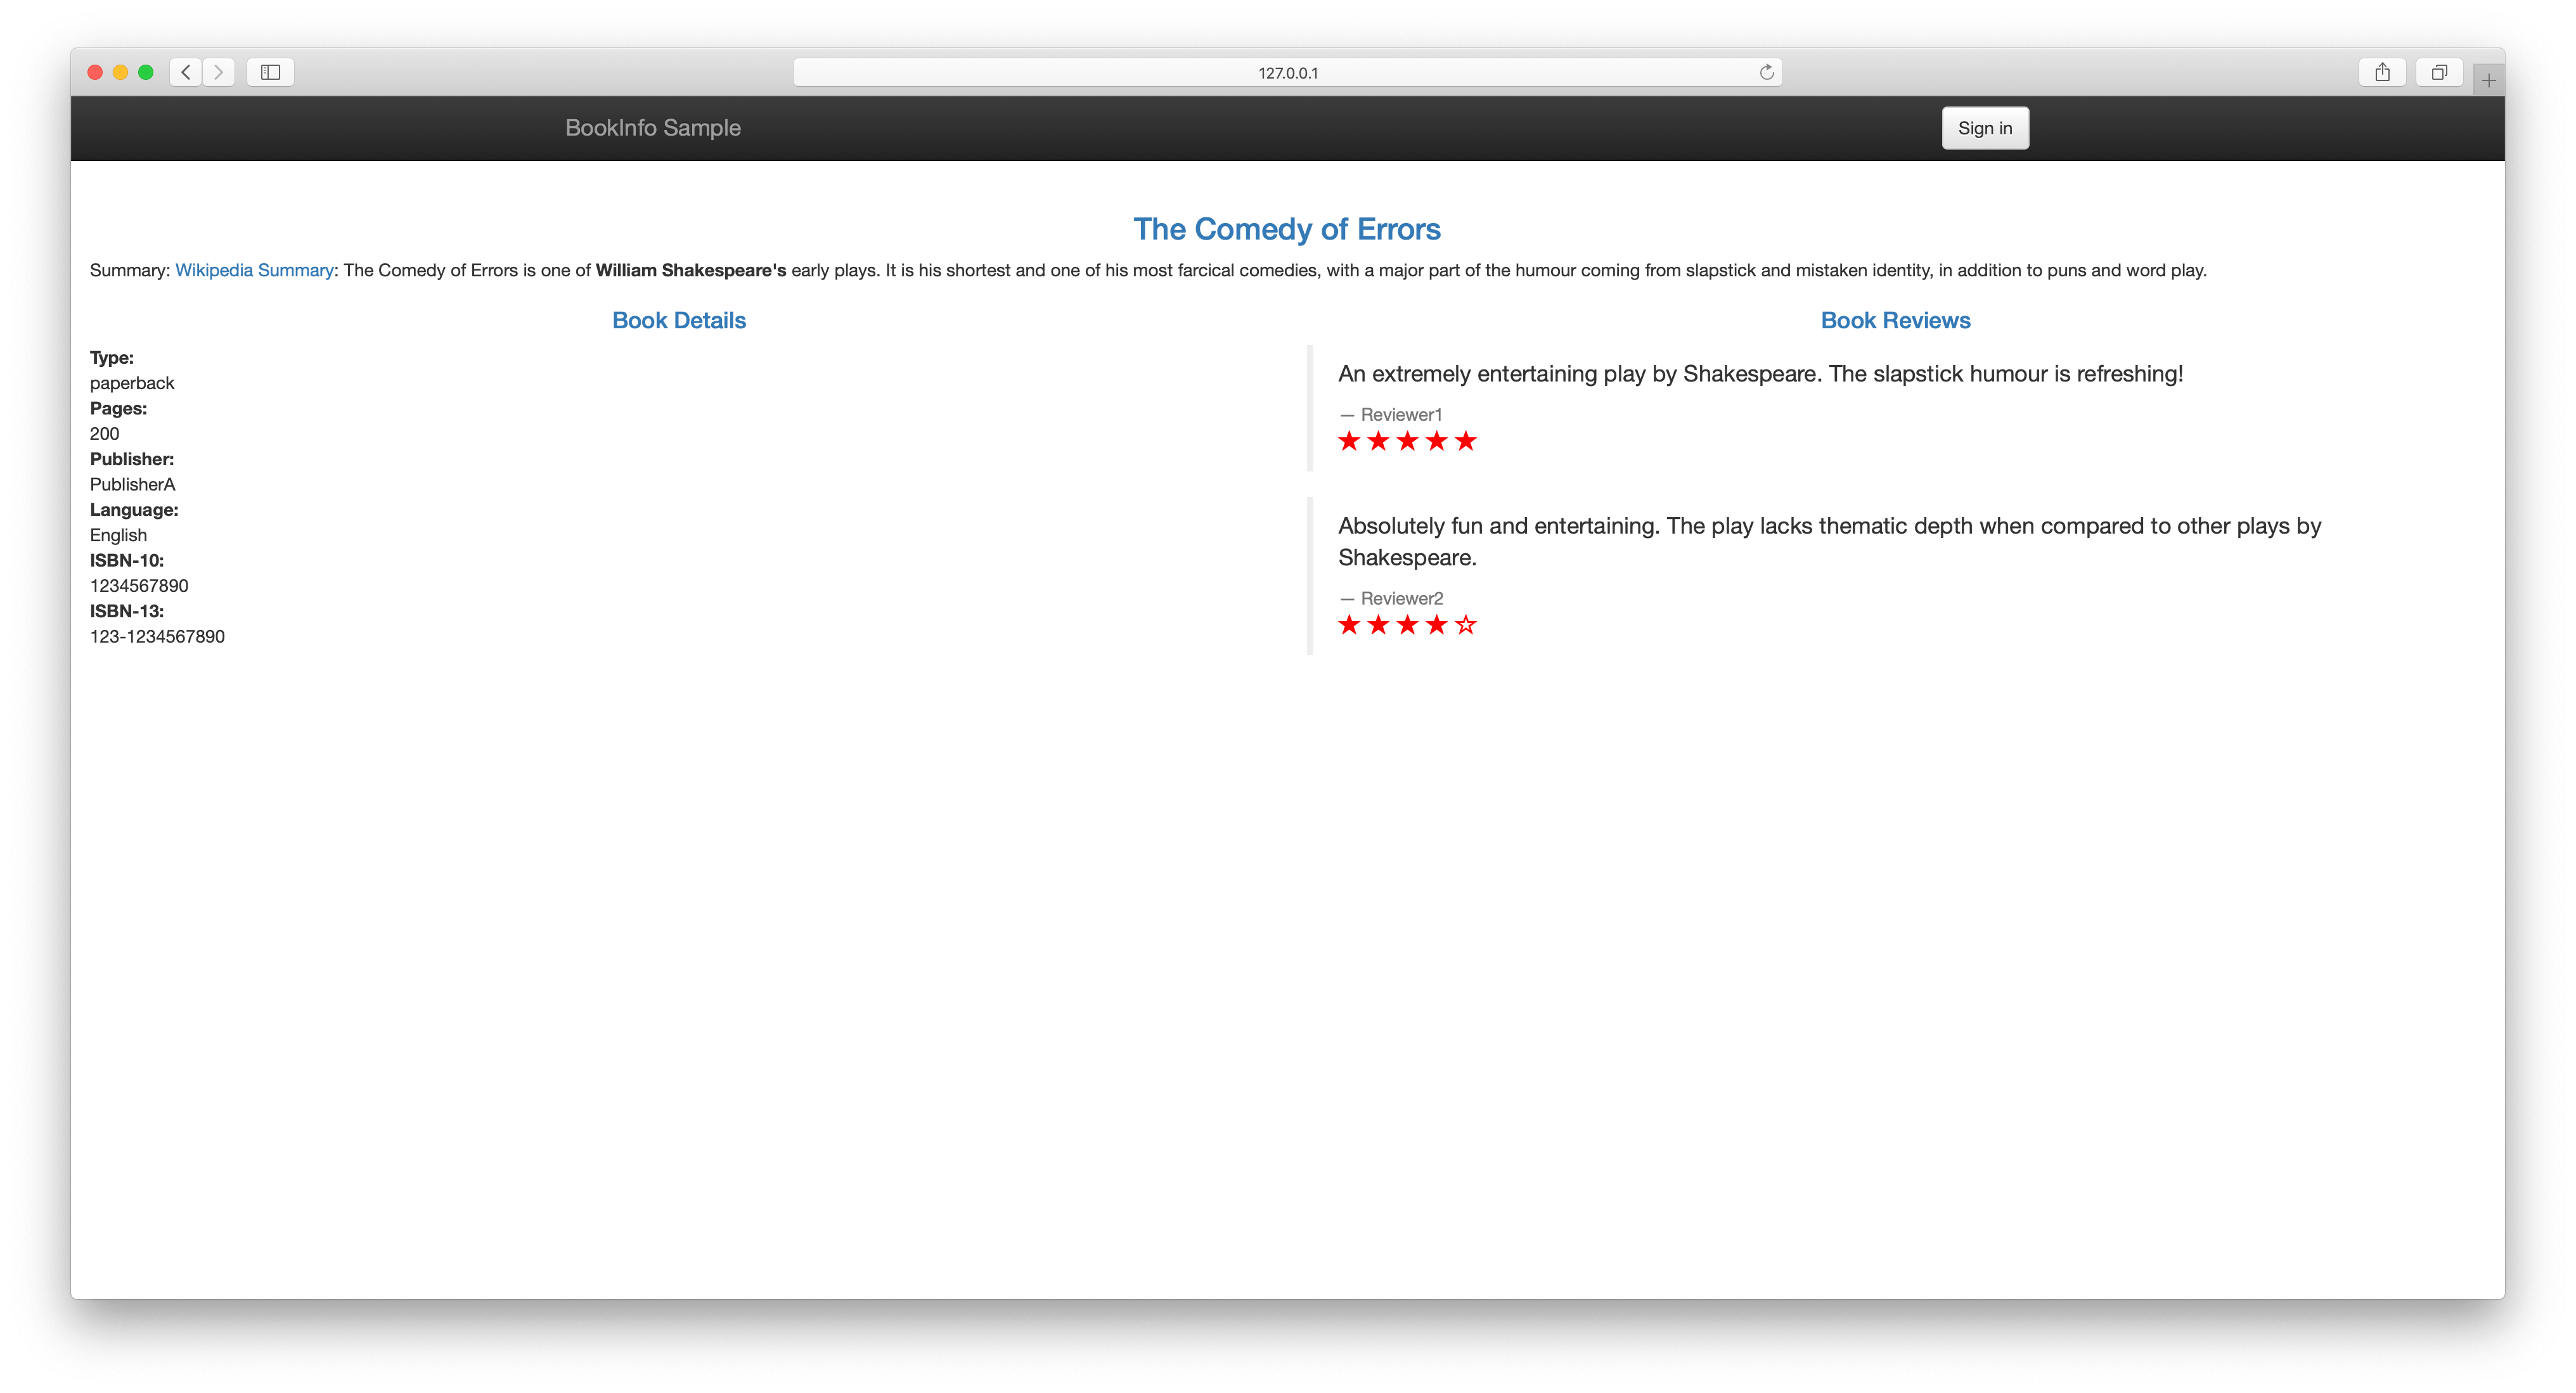 127.0.0.1
BookInfo Sample
Sign in
The Comedy of Errors
Summary: Wikipedia Summary: The Comedy of Errors is one of William Shakespeare's early plays. It is his shortest and one of his most farcical comedies, with a major part of the humour coming from slapstick and mistaken identity, in addition to puns and word play.
Book Details
Type:
paperback
Pages:
200
Publisher:
PublisherA
Language:
English
ISBN-10:
1234567890
ISBN-13:
123-1234567890
Book Reviews
An extremely entertaining play by Shakespeare. The slapstick humour is refreshing!
— Reviewer1
Absolutely fun and entertaining. The play lacks thematic depth when compared to other plays by
Shakespeare.
— Reviewer2